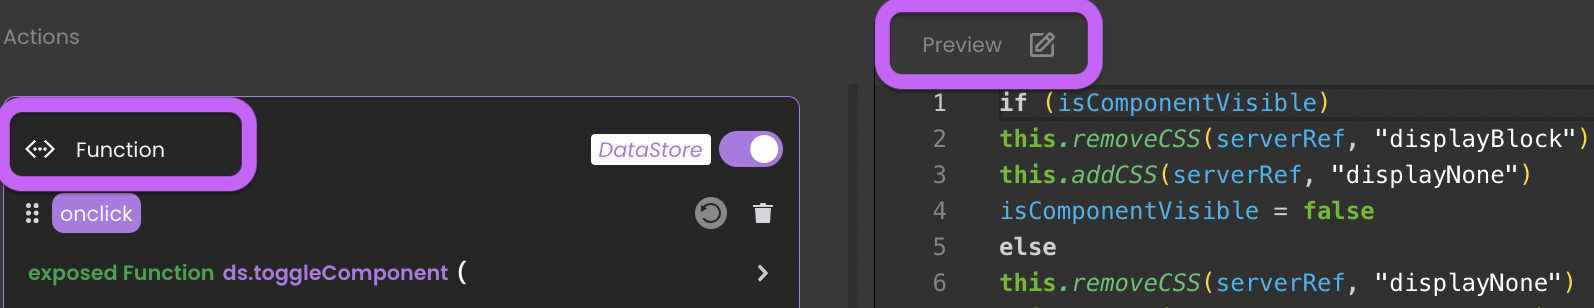 Actions
Function
DataStore
onclick
exposed Function ds.toggleComponent (
Preview
1 if (isComponentVisible)
2 this.removeCSS(serverRef, "displayBlock")
3 this.addCSS(serverRef, "displayNone")
4 isComponentVisible = false
5 else
6 this.removeCSS(serverRef, "displayNone")